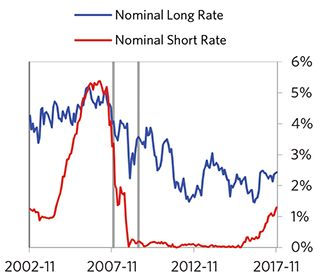 Nominal Long Rate
Nominal Short Rate
6%
5%
4%
3%
2%
1%
0%
2002-11 2007-11 2012-11 2017-11